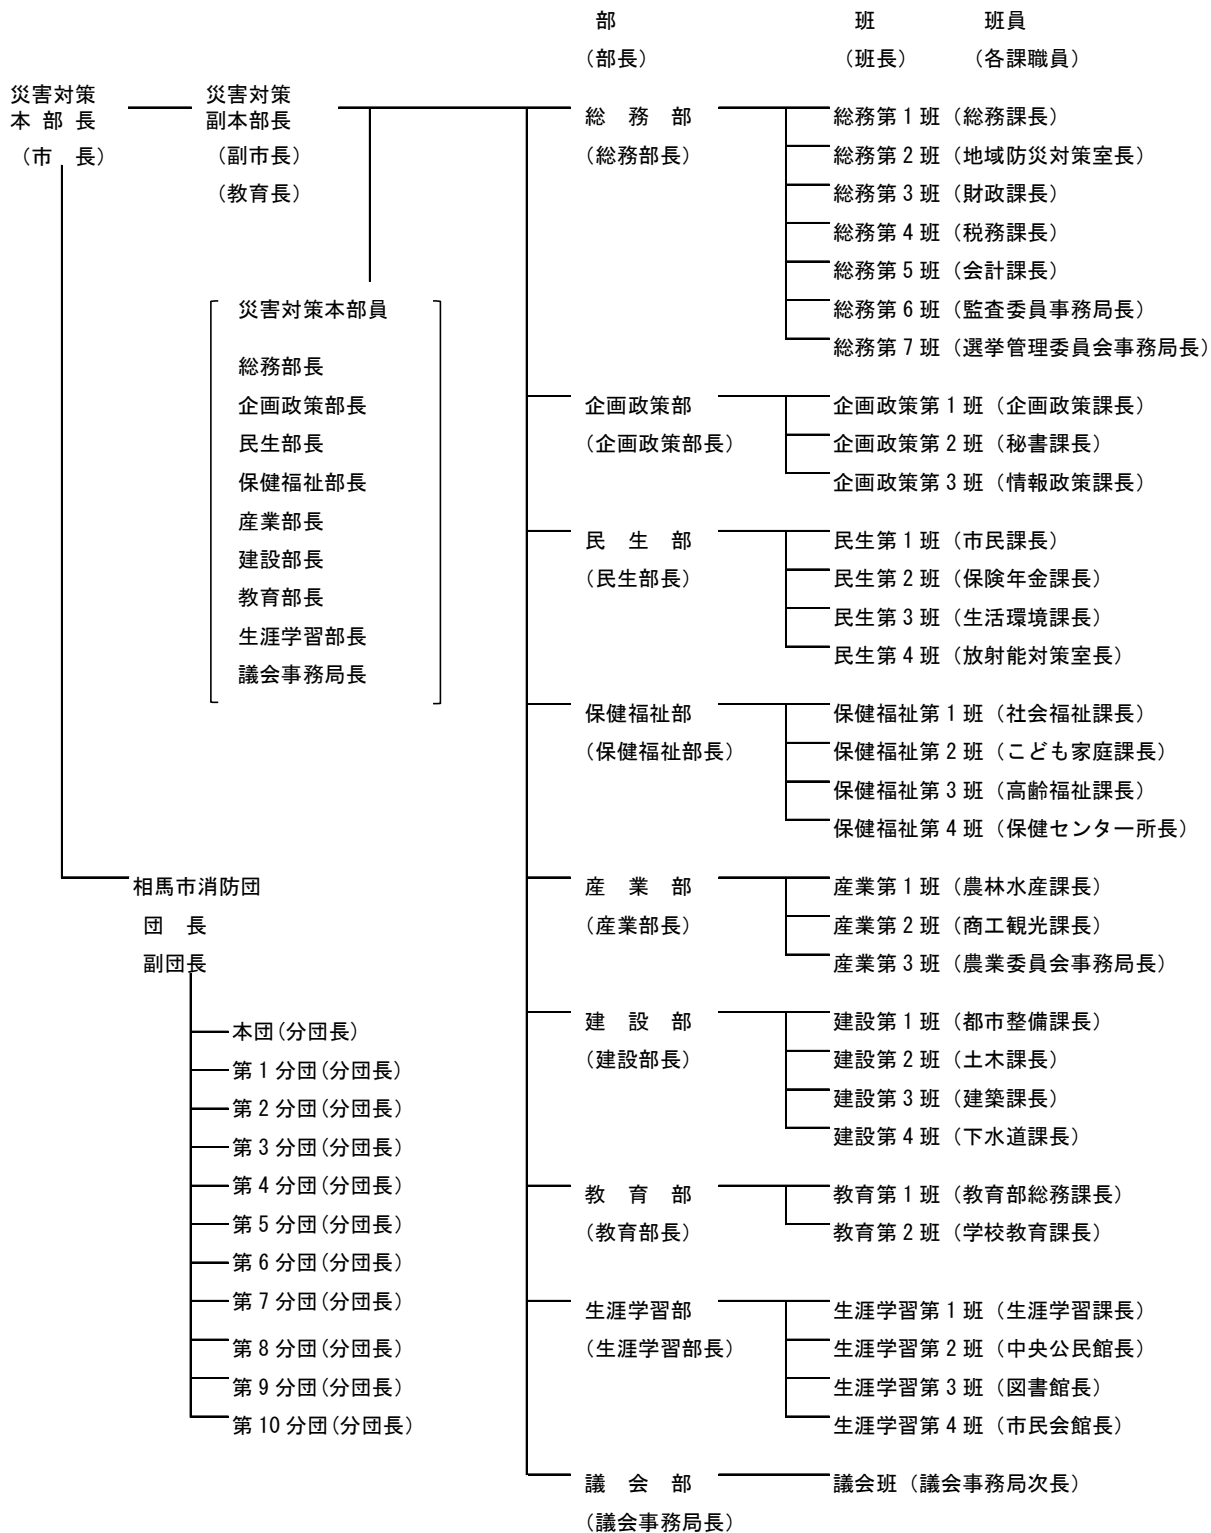 部　班　班員
（部長）　（班長）　（各課職員）
災害対策
本部長
（市　長）
災害対策
副本部長
（副市長）
（教育長）
災害対策本部員
総務部長
企画政策部長
民生部長
保健福祉部長
産業部長
建設部長
教育部長
生涯学習部長
議会事務局長
相馬市消防団
団　長
副団長
本団(分団長)
第1分団(分団長)
第2分団(分団長)
第3分団(分団長)
第4分団(分団長)
第5分団(分団長)
第6分団(分団長)
第7分団(分団長)
第8分団(分団長)
第9分団(分団長)
第10分団(分団長)
総　務　部
（総務部長）
総務第1班（総務課長）
総務第2班（地域防災対策室長）
総務第3班（財政課長）
総務第4班（税務課長）
総務第5班（会計課長）
総務第6班（監査委員事務局長）
総務第7班（選挙管理委員会事務局長）
企画政策部
（企画政策部長）
企画政策第1班（企画政策課長）
企画政策第2班（秘書課長）
企画政策第3班（情報政策課長）
民　生　部
（民生部長）
民生第1班（市民課長）
民生第2班（保険年金課長）
民生第3班（生活環境課長）
民生第4班（放射能対策室長）
保健福祉部
（保健福祉部長）
保健福祉第1班（社会福祉課長）
保健福祉第2班（こども家庭課長）
保健福祉第3班（高齢福祉課長）
保健福祉第4班（保健センター所長）
産　業　部
（産業部長）
産業第1班（農林水産課長）
産業第2班（商工観光課長）
産業第3班（農業委員会事務局長）
建　設　部
（建設部長）
建設第1班（都市整備課長）
建設第2班（土木課長）
建設第3班（建築課長）
建設第4班（下水道課長）
教　育　部
（教育部長）
教育第1班（教育部総務課長）
教育第2班（学校教育課長）
生涯学習部
（生涯学習部長）
生涯学習第1班（生涯学習課長）
生涯学習第2班（中央公民館長）
生涯学習第3班（図書館長）
生涯学習第4班（市民会館長）
議　会　部
（議会事務局長）
議会班（議会事務局次長）